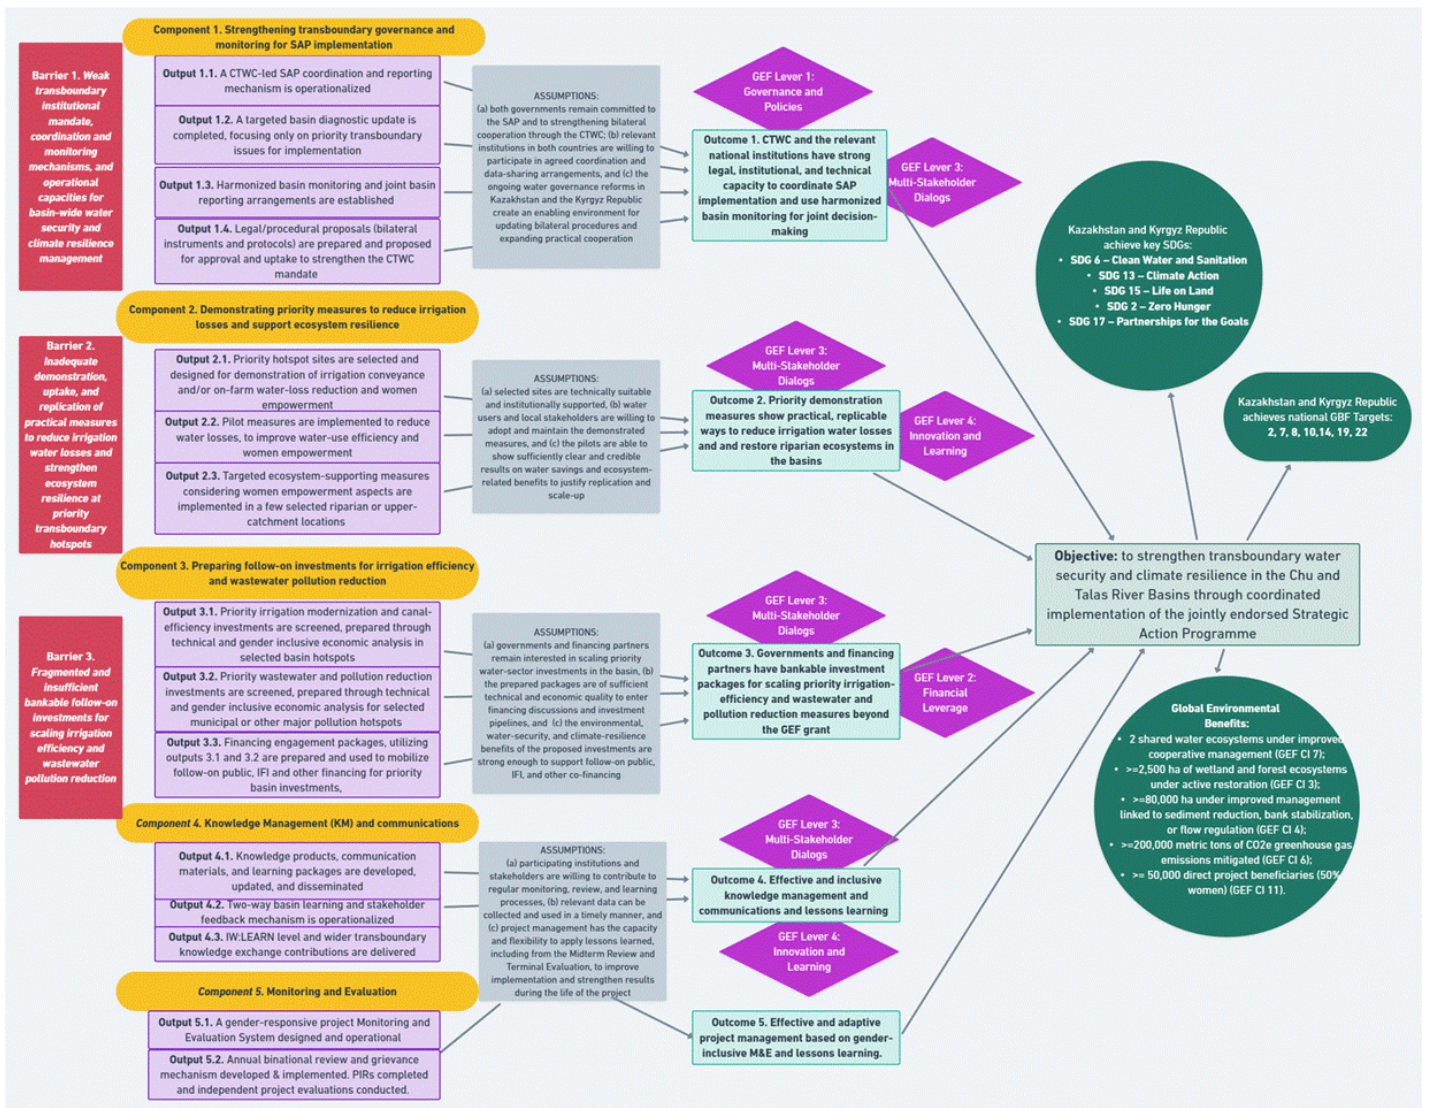 Component 1. Strengthening transboundary governance and
monitoring for SAP implementation
Barrier 1. Weak
transboundary
institutional
mandate,
coordination and
monitoring
mechanisms, and
operational
capacities for
basin-wide water
security and
climate resilience
management
Output 1.1. A CTWC-led SAP coordination and reporting
mechanism is operationalized
Output 1.2. A targeted basin diagnostic update is
completed, focusing only on priority transboundary
issues for implementation
Output 1.3. Harmonized basin monitoring and joint basin
reporting arrangements are established
Output 1.4. Legal/procedural proposals (bilateral
instruments and protocols) are prepared and proposed
for approval and uptake to strengthen the CTWC
mandate
ASSUMPTIONS:
(a) both governments remain committed to
the SAP and to strengthening bilateral
cooperation through the CTWC; (b) relevant
institutions in both countries are willing to
participate in agreed coordination and
data-sharing arrangements, and (c) the
ongoing water governance reforms in
Kazakhstan and the Kyrgyz Republic
create an enabling environment for
updating bilateral procedures and
expanding practical cooperation
GEF Lever 1:
Governance and
Policies
Outcome 1. CTWC and the relevant
national institutions have strong
legal, institutional, and technical
capacity to coordinate SAP
implementation and use harmonized
basin monitoring for joint decision-
making
GEF Lever 3:
Multi-Stakeholder
Dialogs
Kazakhstan and Kyrgyz Republic
achieve key SDGs:
• SDG 6 – Clean Water and Sanitation
• SDG 13 – Climate Action
• SDG 15 – Life on Land
• SDG 2 – Zero Hunger
• SDG 17 – Partnerships for the Goals
Component 2. Demonstrating priority measures to reduce irrigation
losses and support ecosystem resilience
Barrier 2.
Inadequate
demonstration,
uptake, and
replication of
practical measures
to reduce irrigation
water losses and
strengthen
ecosystem
resilience at
priority
transboundary
hotspots
Output 2.1. Priority hotspot sites are selected and
designed for demonstration of irrigation conveyance
and/or on-farm water-loss reduction and women
empowerment
Output 2.2. Pilot measures are implemented to reduce
water losses, to improve water-use efficiency and
women empowerment
Output 2.3. Targeted ecosystem-supporting measures
considering women empowerment aspects are
implemented in a few selected riparian or upper-
catchment locations
ASSUMPTIONS:
(a) selected sites are technically suitable
and institutionally supported, (b) water
users and local stakeholders are willing to
adopt and maintain the demonstrated
measures, and (c) the pilots are able to
show sufficiently clear and credible
results on water savings and ecosystem-
related benefits to justify replication and
scale-up
GEF Lever 3:
Multi-Stakeholder
Dialogs
Outcome 2. Priority demonstration
measures show practical, replicable
ways to reduce irrigation water losses
and and restore riparian ecosystems in
the basins
GEF Lever 4:
Innovation and
Learning
Kazakhstan and Kyrgyz Republic
achieves national GBF Targets:
2, 7, 8, 10,14, 19, 22
Objective: to strengthen transboundary water
security and climate resilience in the Chu and
Talas River Basins through coordinated
implementation of the jointly endorsed Strategic
Action Programme
Component 3. Preparing follow-on investments for irrigation efficiency
and wastewater pollution reduction
Barrier 3.
Fragmented and
insufficient
bankable follow-on
investments for
scaling irrigation
efficiency and
wastewater
pollution reduction
Output 3.1. Priority irrigation modernization and canal-
efficiency investments are screened, prepared through
technical and gender inclusive economic analysis in
selected basin hotspots
Output 3.2. Priority wastewater and pollution reduction
investments are screened, prepared through technical
and gender inclusive economic analysis for selected
municipal or other major pollution hotspots
Output 3.3. Financing engagement packages, utilizing
outputs 3.1 and 3.2 are prepared and used to mobilize
follow-on public, IFI and other financing for priority
basin investments,
ASSUMPTIONS:
(a) governments and financing partners
remain interested in scaling priority
water-sector investments in the basin, (b)
the prepared packages are of sufficient
technical and economic quality to enter
financing discussions and investment
pipelines, and (c) the environmental,
water-security, and climate-resilience
benefits of the proposed investments are
strong enough to support follow-on public,
IFI, and other co-financing
GEF Lever 3:
Multi-Stakeholder
Dialogs
Outcome 3. Governments and financing
partners have bankable investment
packages for scaling priority irrigation-
efficiency and wastewater and
pollution reduction measures beyond
the GEF grant
GEF Lever 2:
Financial
Leverage
Global Environmental
Benefits:
• 2 shared water ecosystems under improved
cooperative management (GEF CI 7);
• >=2,500 ha of wetland and forest ecosystems
under active restoration (GEF CI 3);
• >=80,000 ha under improved management
linked to sediment reduction, bank stabilization,
or flow regulation (GEF CI 4);
• >=200,000 metric tons of CO2e greenhouse gas
emissions mitigated (GEF CI 6);
• >= 50,000 direct project beneficiaries (50%
women) (GEF CI 11).
Component 4. Knowledge Management (KM) and communications
Output 4.1. Knowledge products, communication
materials, and learning packages are developed,
updated, and disseminated
Output 4.2. Two-way basin learning and stakeholder
feedback mechanism is operationalized
Output 4.3. IW:LEARN level and wider transboundary
knowledge exchange contributions are delivered
ASSUMPTIONS:
(a) participating institutions and
stakeholders are willing to contribute to
regular monitoring, review, and learning
processes, (b) relevant data can be
collected and used in a timely manner, and
(c) project management has the capacity
and flexibility to apply lessons learned,
including from the Midterm Review and
Terminal Evaluation, to improve
implementation and strengthen results
during the life of the project
GEF Lever 3:
Multi-Stakeholder
Dialogs
Outcome 4. Effective and inclusive
knowledge management and
communications and lessons learning
GEF Lever 4:
Innovation and
Learning
Component 5. Monitoring and Evaluation
Output 5.1. A gender-responsive project Monitoring and
Evaluation System designed and operational
Output 5.2. Annual binational review and grievance
mechanism developed & implemented. PIRs completed
and independent project evaluations conducted.
Outcome 5. Effective and adaptive
project management based on gender-
inclusive M&E and lessons learning.